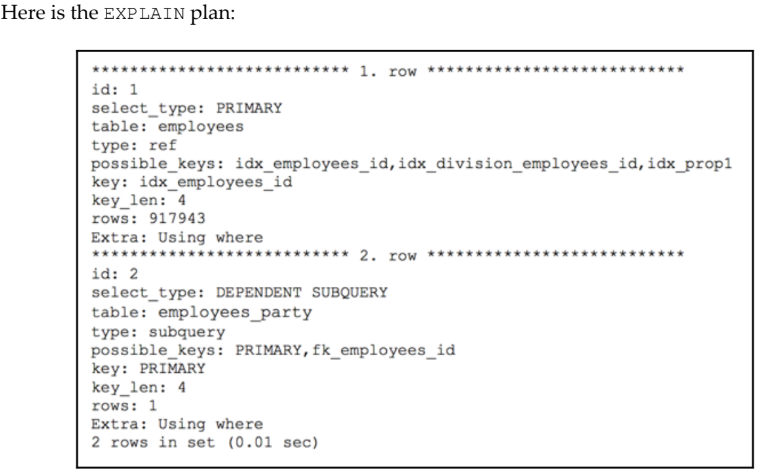 Here is the EXPLAIN plan:
*************************** 1. row ***************************
id: 1
select_type: PRIMARY
table: employees
type: ref
possible_keys: idx_employees_id,idx_division_employees_id,idx_prop1
key: idx_employees_id
key_len: 4
rows: 917943
Extra: Using where
*************************** 2. row ***************************
id: 2
select_type: DEPENDENT SUBQUERY
table: employees_party
type: subquery
possible_keys: PRIMARY,fk_employees_id
key: PRIMARY
key_len: 4
rows: 1
Extra: Using where
2 rows in set (0.01 sec)